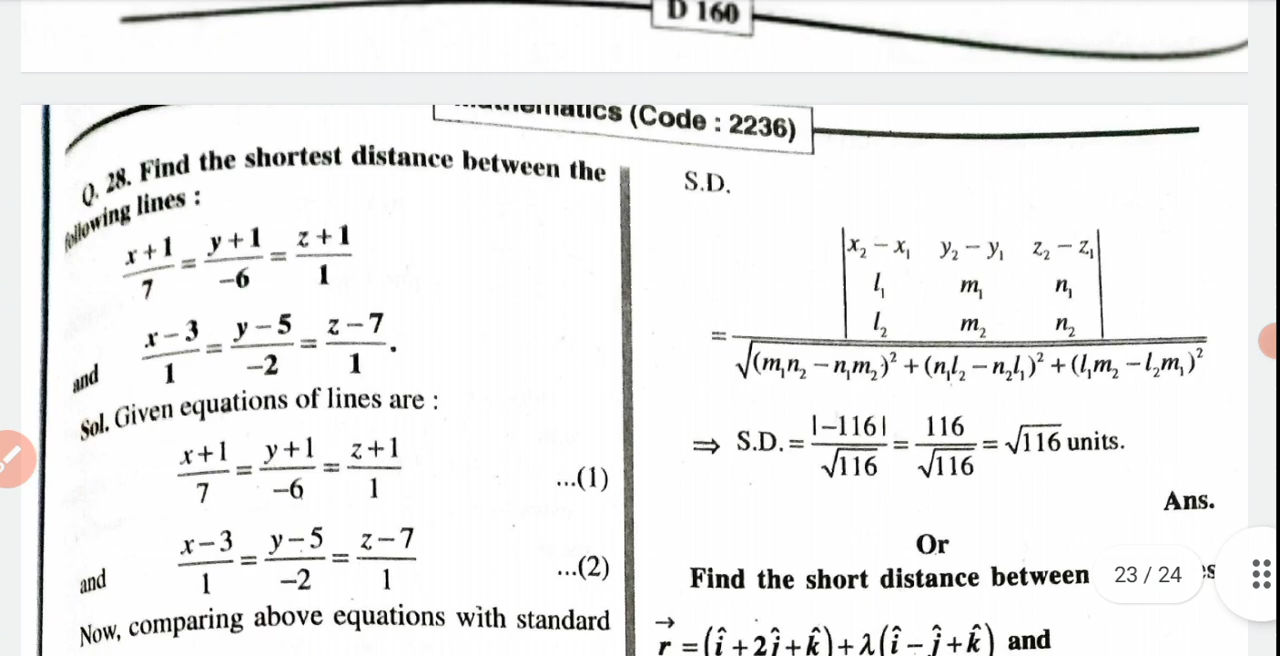 D 160
(Code : 2236)
Q. 28. Find the shortest distance between the
following lines :
x+1/7 = y+1/-6 = z+1/1
and x-3/1 = y-5/-2 = z-7/1.
Sol. Given equations of lines are :
x+1/7 = y+1/-6 = z+1/1 ...(1)
and x-3/1 = y-5/-2 = z-7/1 ...(2)
Now, comparing above equations with standard
S.D.
= |x₂-x₁ y₂-y₁ z₂-z₁|
l₁ m₁ n₁
l₂ m₂ n₂
√(m₁n₂-n₁m₂)²+(n₁l₂-n₂l₁)²+(l₁m₂-l₂m₁)²
⇒ S.D. = |-116|/√116 = 116/√116 = √116 units.
Ans.
Or
Find the short distance between
23 / 24
r⃗ = (î+2ĵ+k̂)+λ(î-ĵ+k̂) and